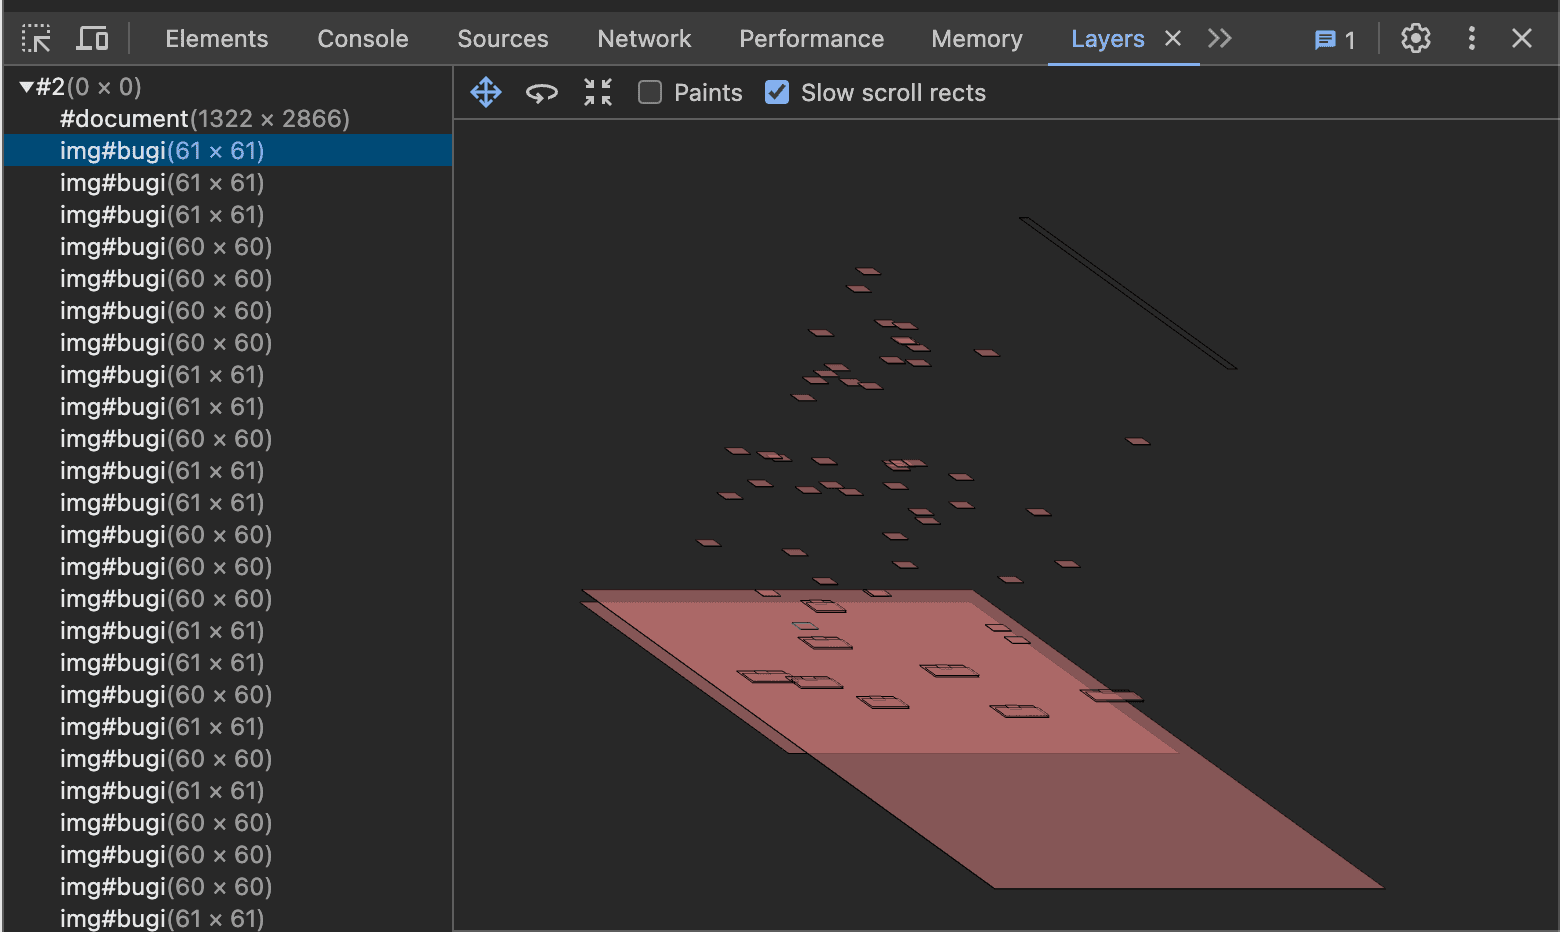 Elements Console Sources Network Performance Memory Layers 1
#2(0 × 0)
Paints Slow scroll rects
#document(1322 × 2866)
img#bugi(61 × 61)
img#bugi(61 × 61)
img#bugi(61 × 61)
img#bugi(60 × 60)
img#bugi(60 × 60)
img#bugi(60 × 60)
img#bugi(60 × 60)
img#bugi(61 × 61)
img#bugi(61 × 61)
img#bugi(60 × 60)
img#bugi(61 × 61)
img#bugi(61 × 61)
img#bugi(60 × 60)
img#bugi(60 × 60)
img#bugi(60 × 60)
img#bugi(61 × 61)
img#bugi(61 × 61)
img#bugi(60 × 60)
img#bugi(61 × 61)
img#bugi(60 × 60)
img#bugi(61 × 61)
img#bugi(60 × 60)
img#bugi(60 × 60)
img#bugi(60 × 60)
img#bugi(61 × 61)